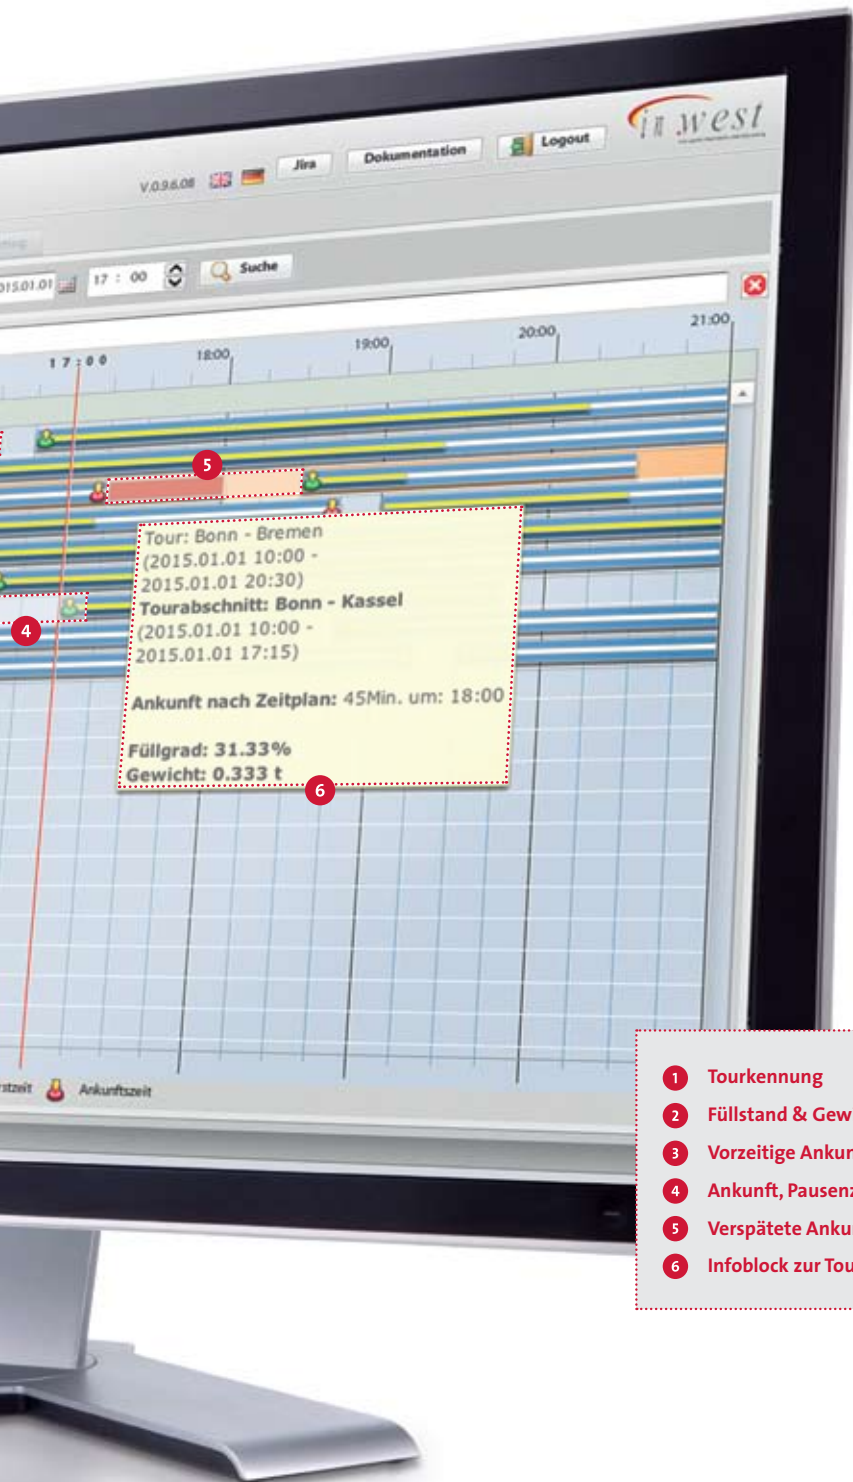 in west
V.0.9.6.08 Jira Dokumentation Logout
2015.01.01 17 : 00 Suche
17:00 18:00 19:00 20:00 21:00
5
Tour: Bonn - Bremen
(2015.01.01 10:00 -
2015.01.01 20:30)
Tourabschnitt: Bonn - Kassel
(2015.01.01 10:00 -
2015.01.01 17:15)
Ankunft nach Zeitplan: 45Min. um: 18:00
Füllgrad: 31.33%
Gewicht: 0.333 t
4
6
Ankunftszeit
1 Tourkennung
2 Füllstand & Gew
3 Vorzeitige Ankun
4 Ankunft, Pausenz
5 Verspätete Anku
6 Infoblock zur Tou